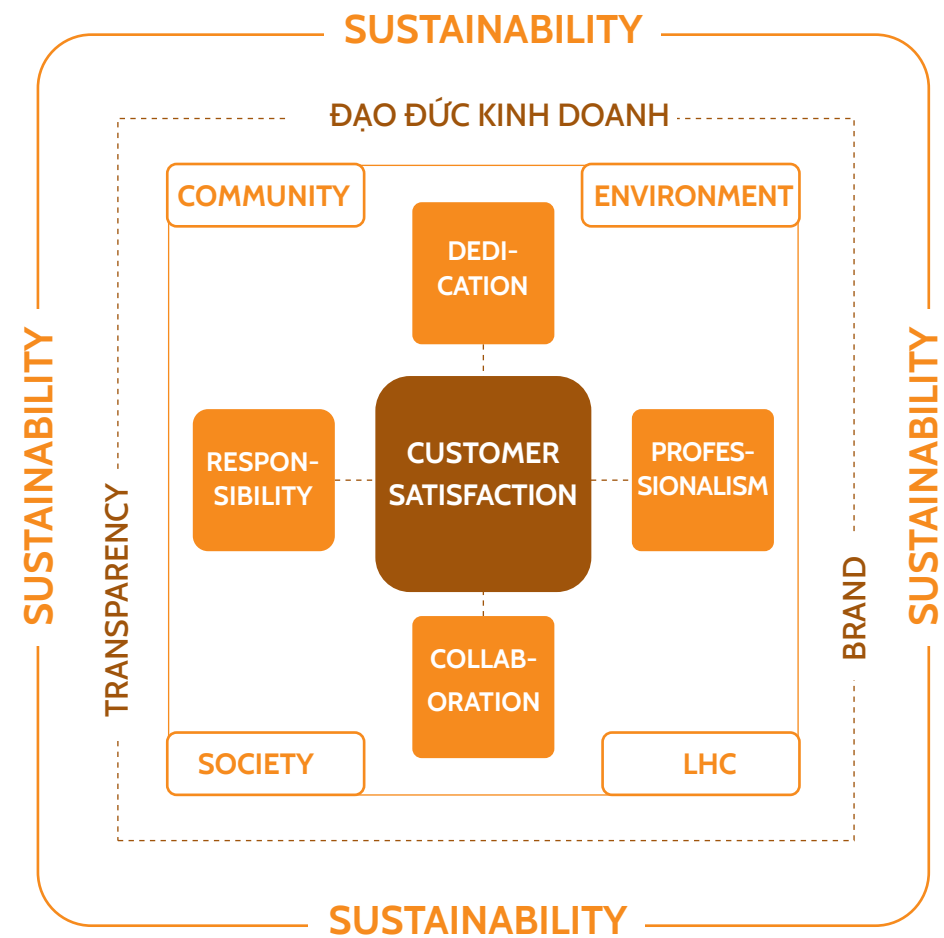 SUSTAINABILITY
ĐẠO ĐỨC KINH DOANH
COMMUNITY
ENVIRONMENT
DEDI-
CATION
SUSTAINABILITY
SUSTAINABILITY
RESPON-
SIBILITY
CUSTOMER
SATISFACTION
PROFES-
SIONALISM
TRANSPARENCY
BRAND
COLLAB-
ORATION
SOCIETY
LHC
SUSTAINABILITY